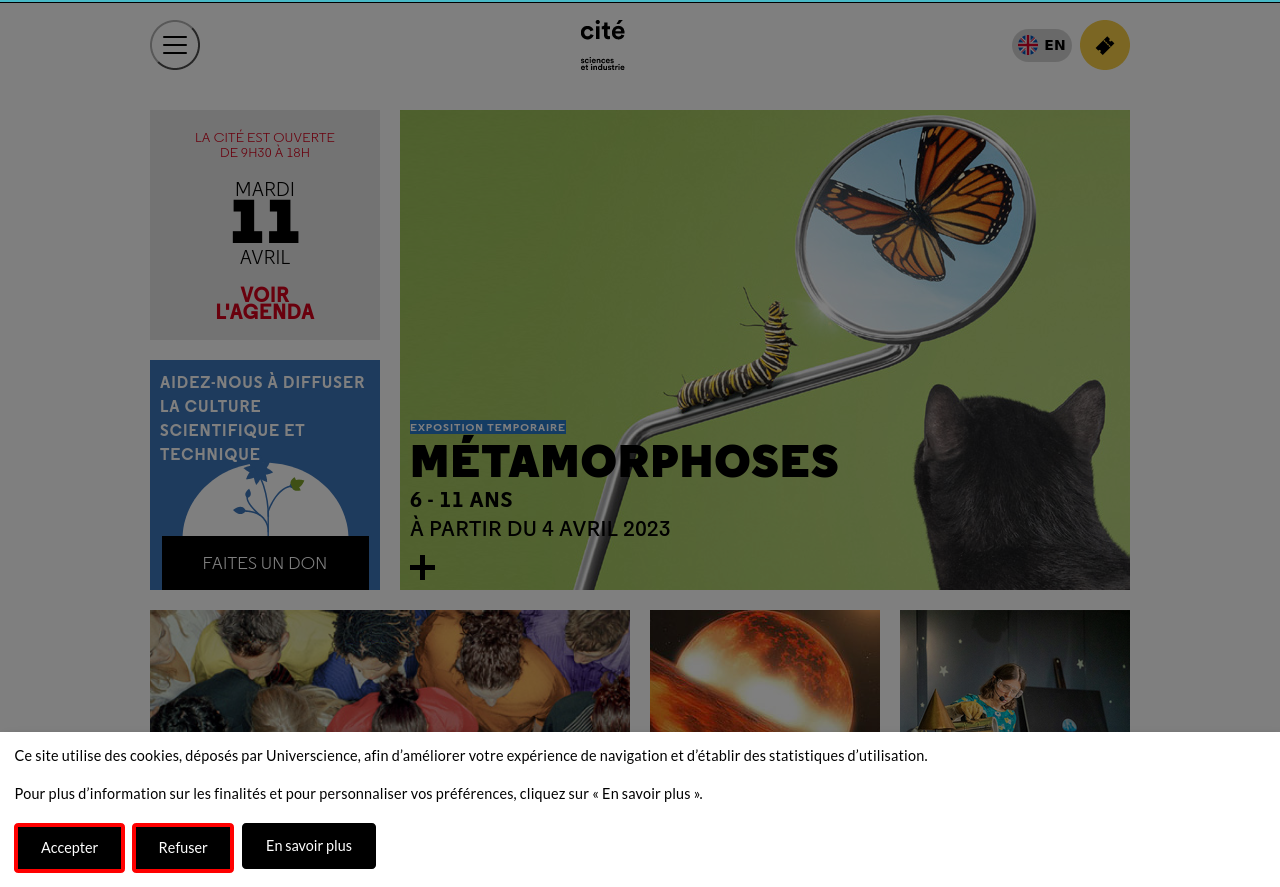 cité
sciences
et industrie
EN
LA CITÉ EST OUVERTE
DE 9H30 À 18H
MARDI
11
AVRIL
VOIR
L'AGENDA
AIDEZ-NOUS À DIFFUSER
LA CULTURE
SCIENTIFIQUE ET
TECHNIQUE
FAITES UN DON
EXPOSITION TEMPORAIRE
MÉTAMORPHOSES
6 - 11 ANS
À PARTIR DU 4 AVRIL 2023
Ce site utilise des cookies, déposés par Universcience, afin d’améliorer votre expérience de navigation et d’établir des statistiques d’utilisation.
Pour plus d’information sur les finalités et pour personnaliser vos préférences, cliquez sur « En savoir plus ».
Accepter
Refuser
En savoir plus